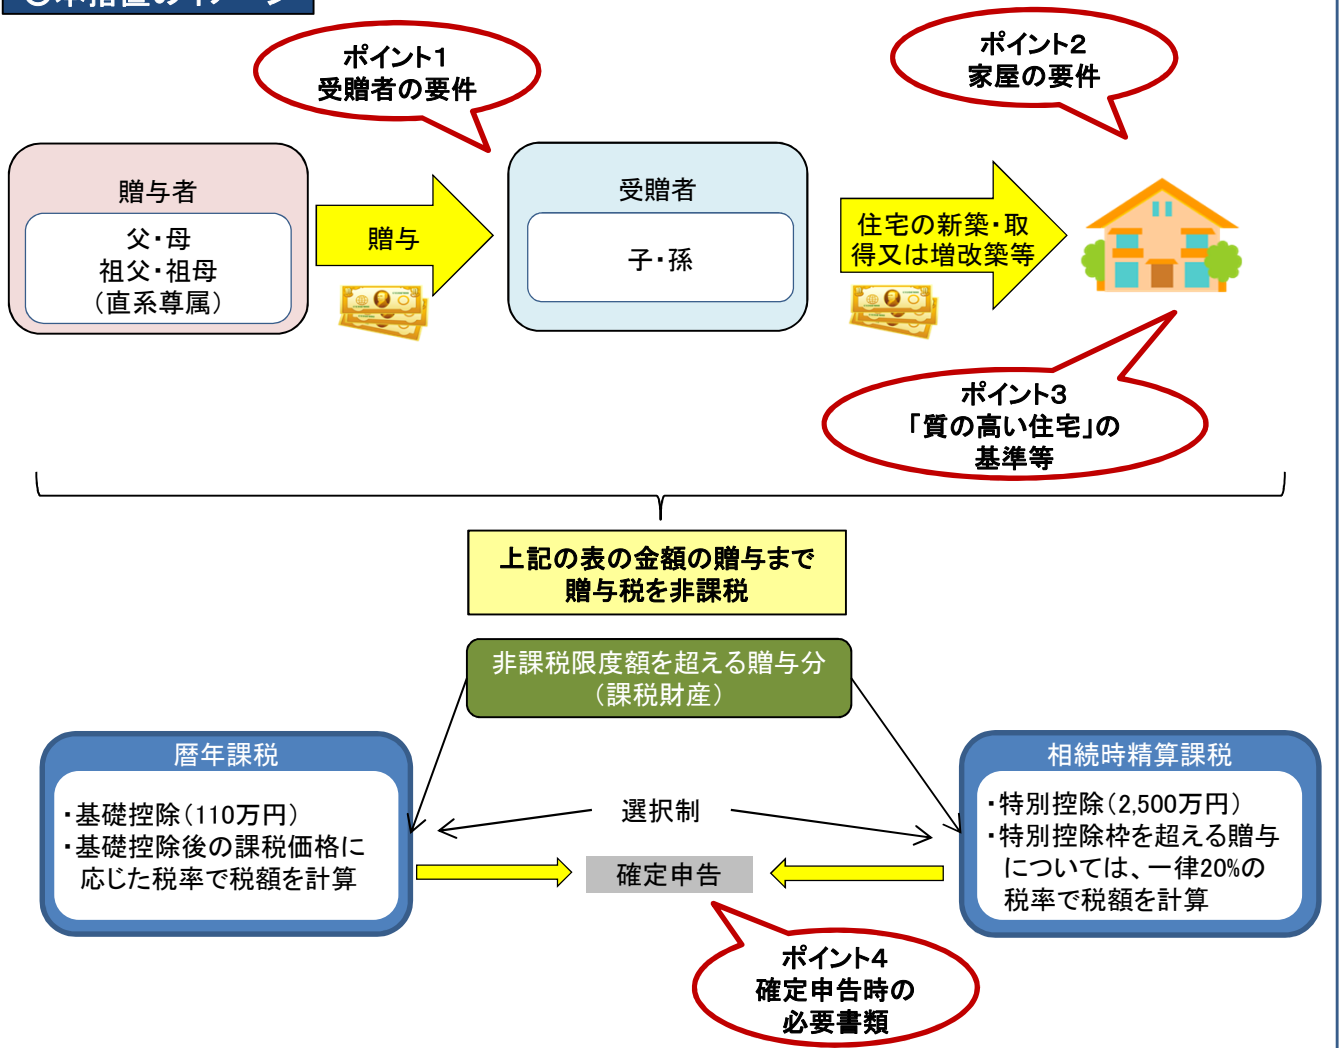 ポイント1
受贈者の要件
ポイント2
家屋の要件
贈与者
父・母
祖父・祖母
(直系尊属)
贈与
受贈者
子・孫
住宅の新築・取
得又は増改築等
ポイント3
「質の高い住宅」の
基準等
上記の表の金額の贈与まで
贈与税を非課税
非課税限度額を超える贈与分
(課税財産)
暦年課税
・基礎控除(110万円)
・基礎控除後の課税価格に
応じた税率で税額を計算
選択制
確定申告
相続時精算課税
・特別控除(2,500万円)
・特別控除枠を超える贈与
については、一律20%の
税率で税額を計算
ポイント4
確定申告時の
必要書類